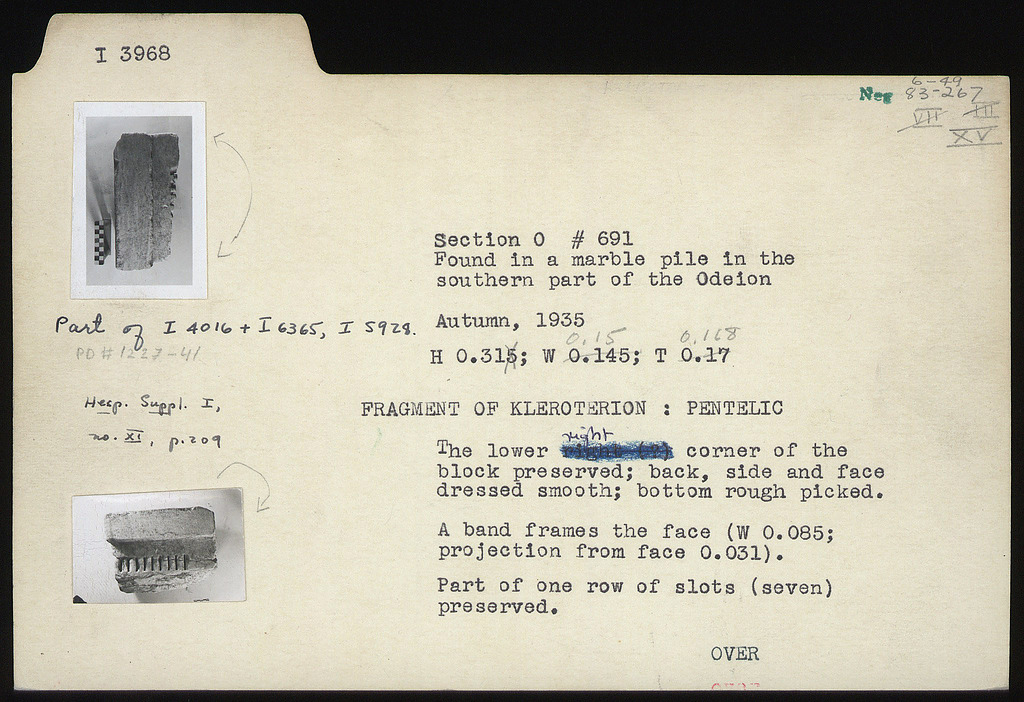 I 3968
6-49
Neg 83-267
VII III
XV
Section O # 691
Found in a marble pile in the
southern part of the Odeion
Part of I 4016 + I 6365, I 5928.
Autumn, 1935
PD # 1227-41
0.15 0.168
H 0.315; W 0.145; T 0.17
Hesp. Suppl. I,
no. XI, p. 209
FRAGMENT OF KLEROTERION : PENTELIC
right
The lower right (?) corner of the
block preserved; back, side and face
dressed smooth; bottom rough picked.
A band frames the face (W 0.085;
projection from face 0.031).
Part of one row of slots (seven)
preserved.
OVER